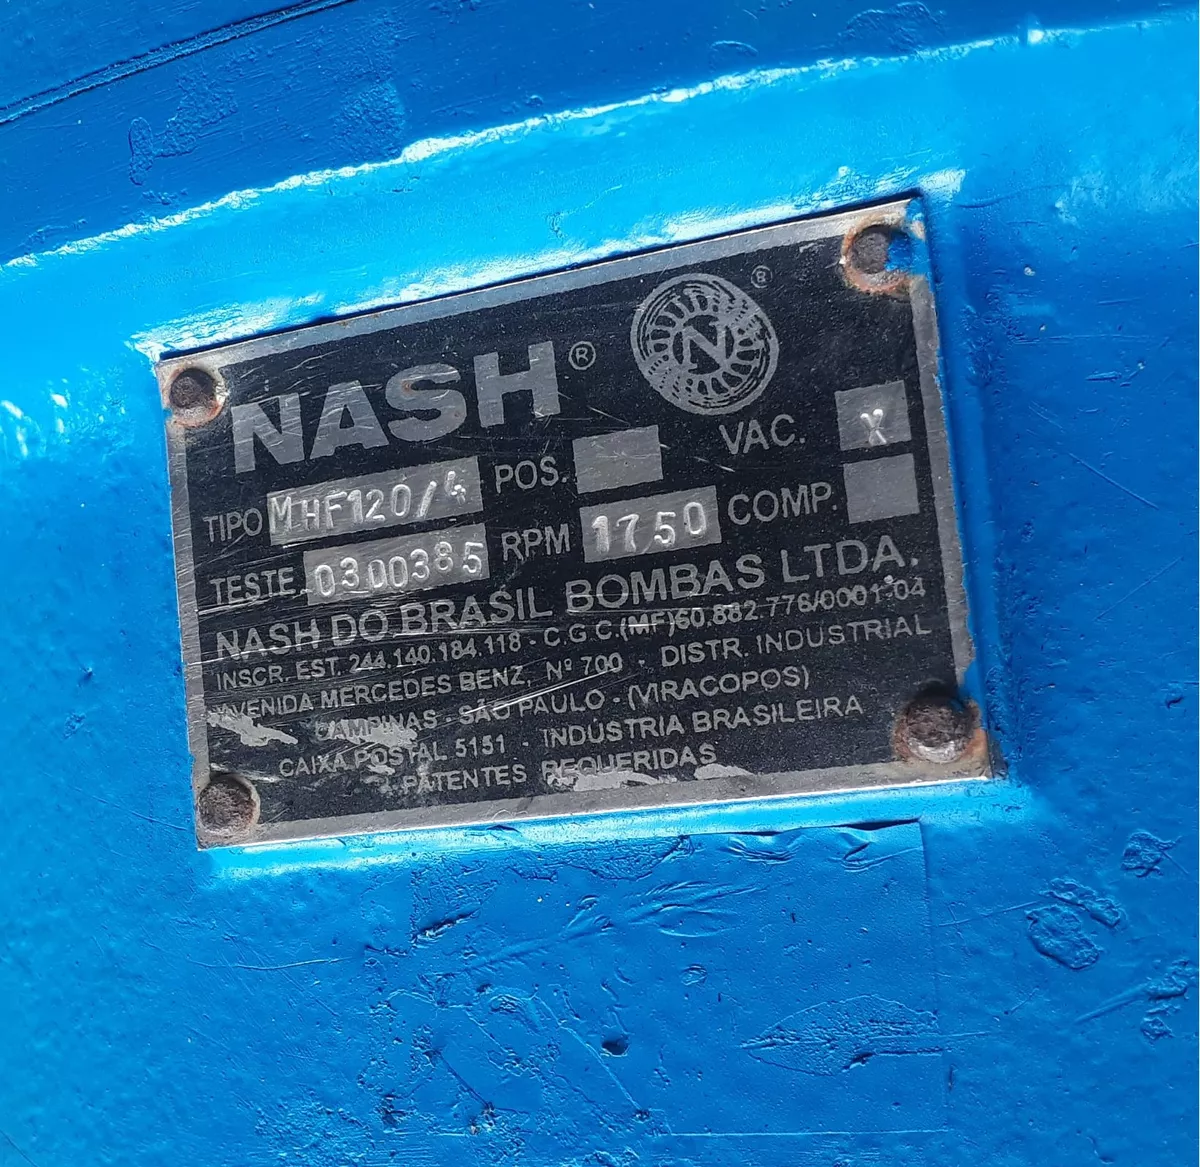 NASH® N ®
VAC. X
TIPO MHF120/4 POS.
COMP.
TESTE. 0300385 RPM 1750
NASH DO BRASIL BOMBAS LTDA.
INSCR. EST. 244.140.184.118 - C.G.C.(MF)60.882.776/0001-04
AVENIDA MERCEDES BENZ, Nº 700 - DISTR. INDUSTRIAL
CAMPINAS - SÃO PAULO - (VIRACOPOS)
CAIXA POSTAL 5151 - INDÚSTRIA BRASILEIRA
PATENTES REQUERIDAS